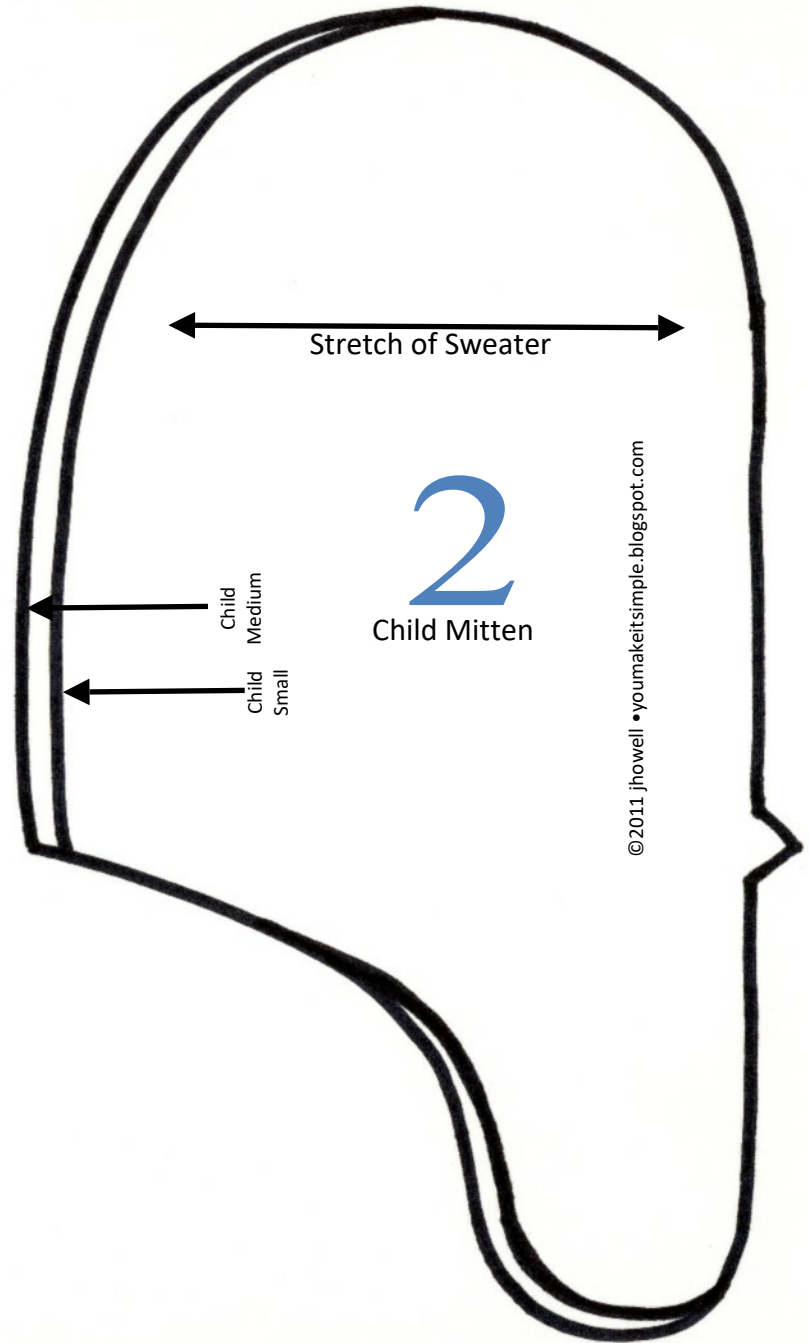 Stretch of Sweater
2
Child Mitten
Child
Medium
Child
Small
©2011 jhowell •youmakeitsimple.blogspot.com